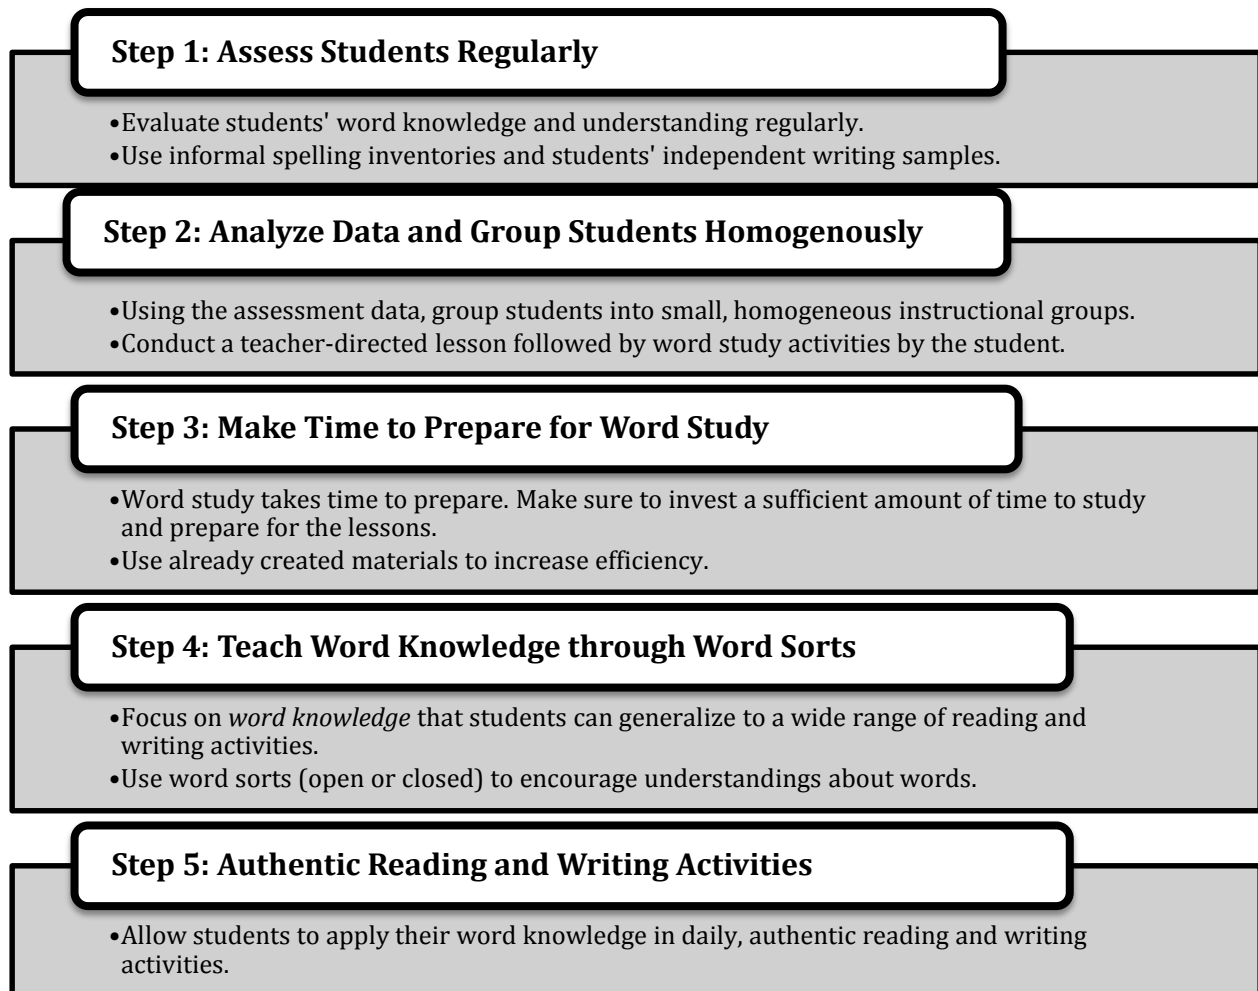 Step 1: Assess Students Regularly
•Evaluate students' word knowledge and understanding regularly.
•Use informal spelling inventories and students' independent writing samples.
Step 2: Analyze Data and Group Students Homogenously
•Using the assessment data, group students into small, homogeneous instructional groups.
•Conduct a teacher-directed lesson followed by word study activities by the student.
Step 3: Make Time to Prepare for Word Study
•Word study takes time to prepare. Make sure to invest a sufficient amount of time to study
and prepare for the lessons.
•Use already created materials to increase efficiency.
Step 4: Teach Word Knowledge through Word Sorts
•Focus on word knowledge that students can generalize to a wide range of reading and
writing activities.
•Use word sorts (open or closed) to encourage understandings about words.
Step 5: Authentic Reading and Writing Activities
•Allow students to apply their word knowledge in daily, authentic reading and writing
activities.